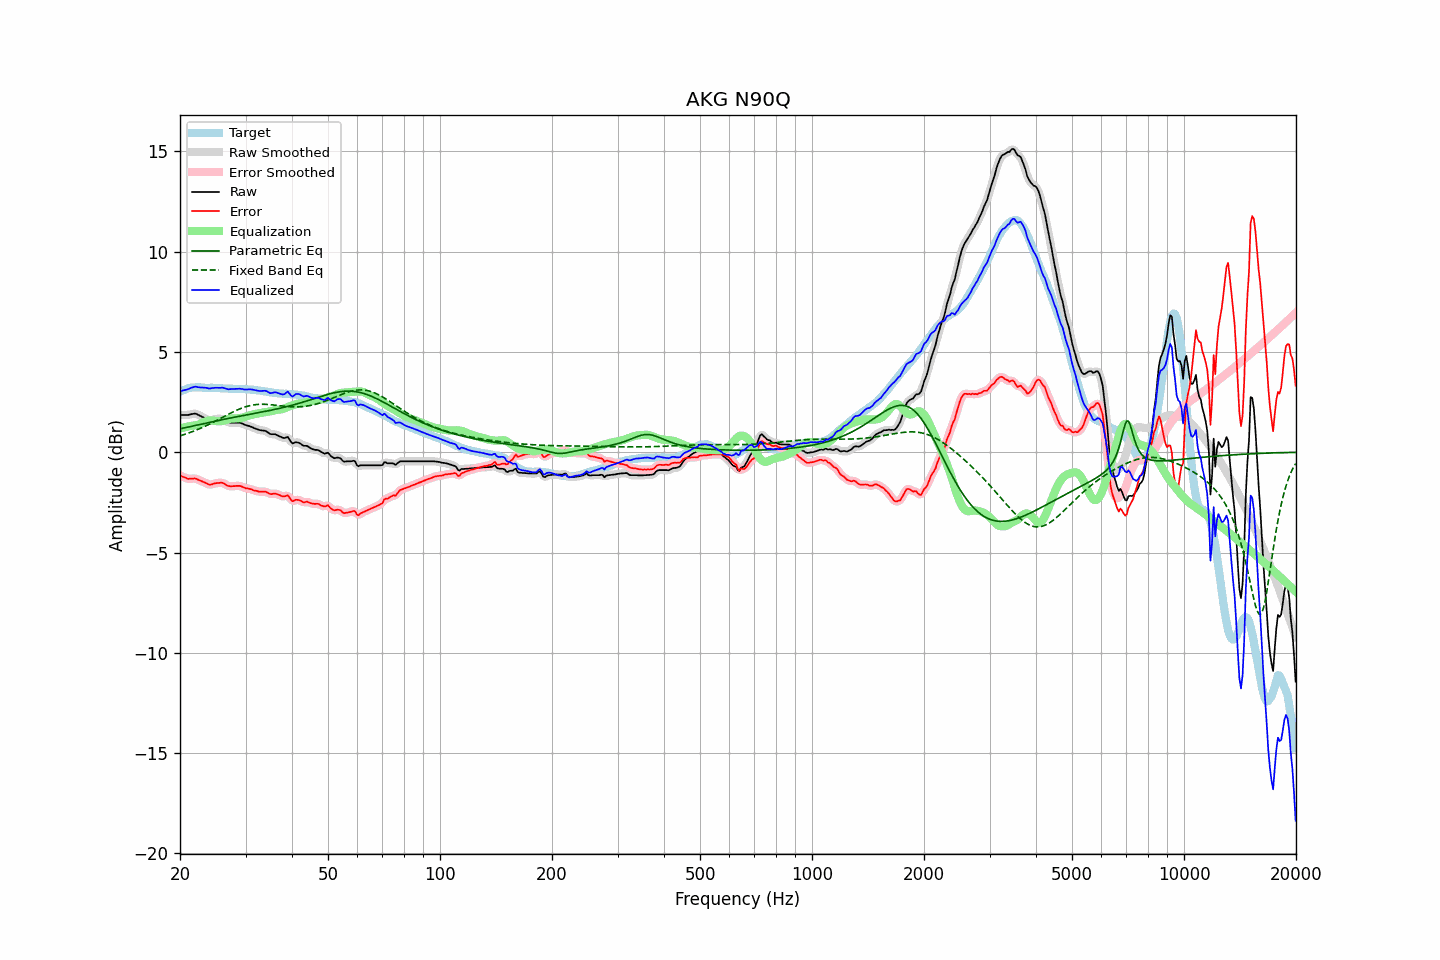 AKG N90Q
Target
Raw Smoothed
Error Smoothed
Raw
Error
Equalization
Parametric Eq
Fixed Band Eq
Equalized
15
10
5
0
−5
−10
−15
−20
Amplitude (dBr)
20 50 100 200 500 1000 2000 5000 10000 20000
Frequency (Hz)